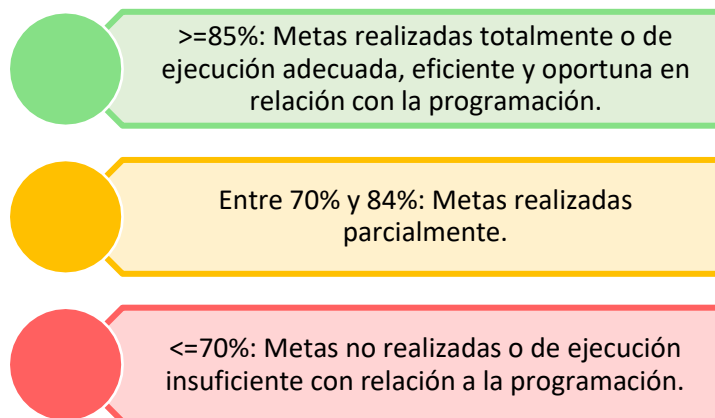 >=85%: Metas realizadas totalmente o de
ejecución adecuada, eficiente y oportuna en
relación con la programación.
Entre 70% y 84%: Metas realizadas
parcialmente.
<=70%: Metas no realizadas o de ejecución
insuficiente con relación a la programación.